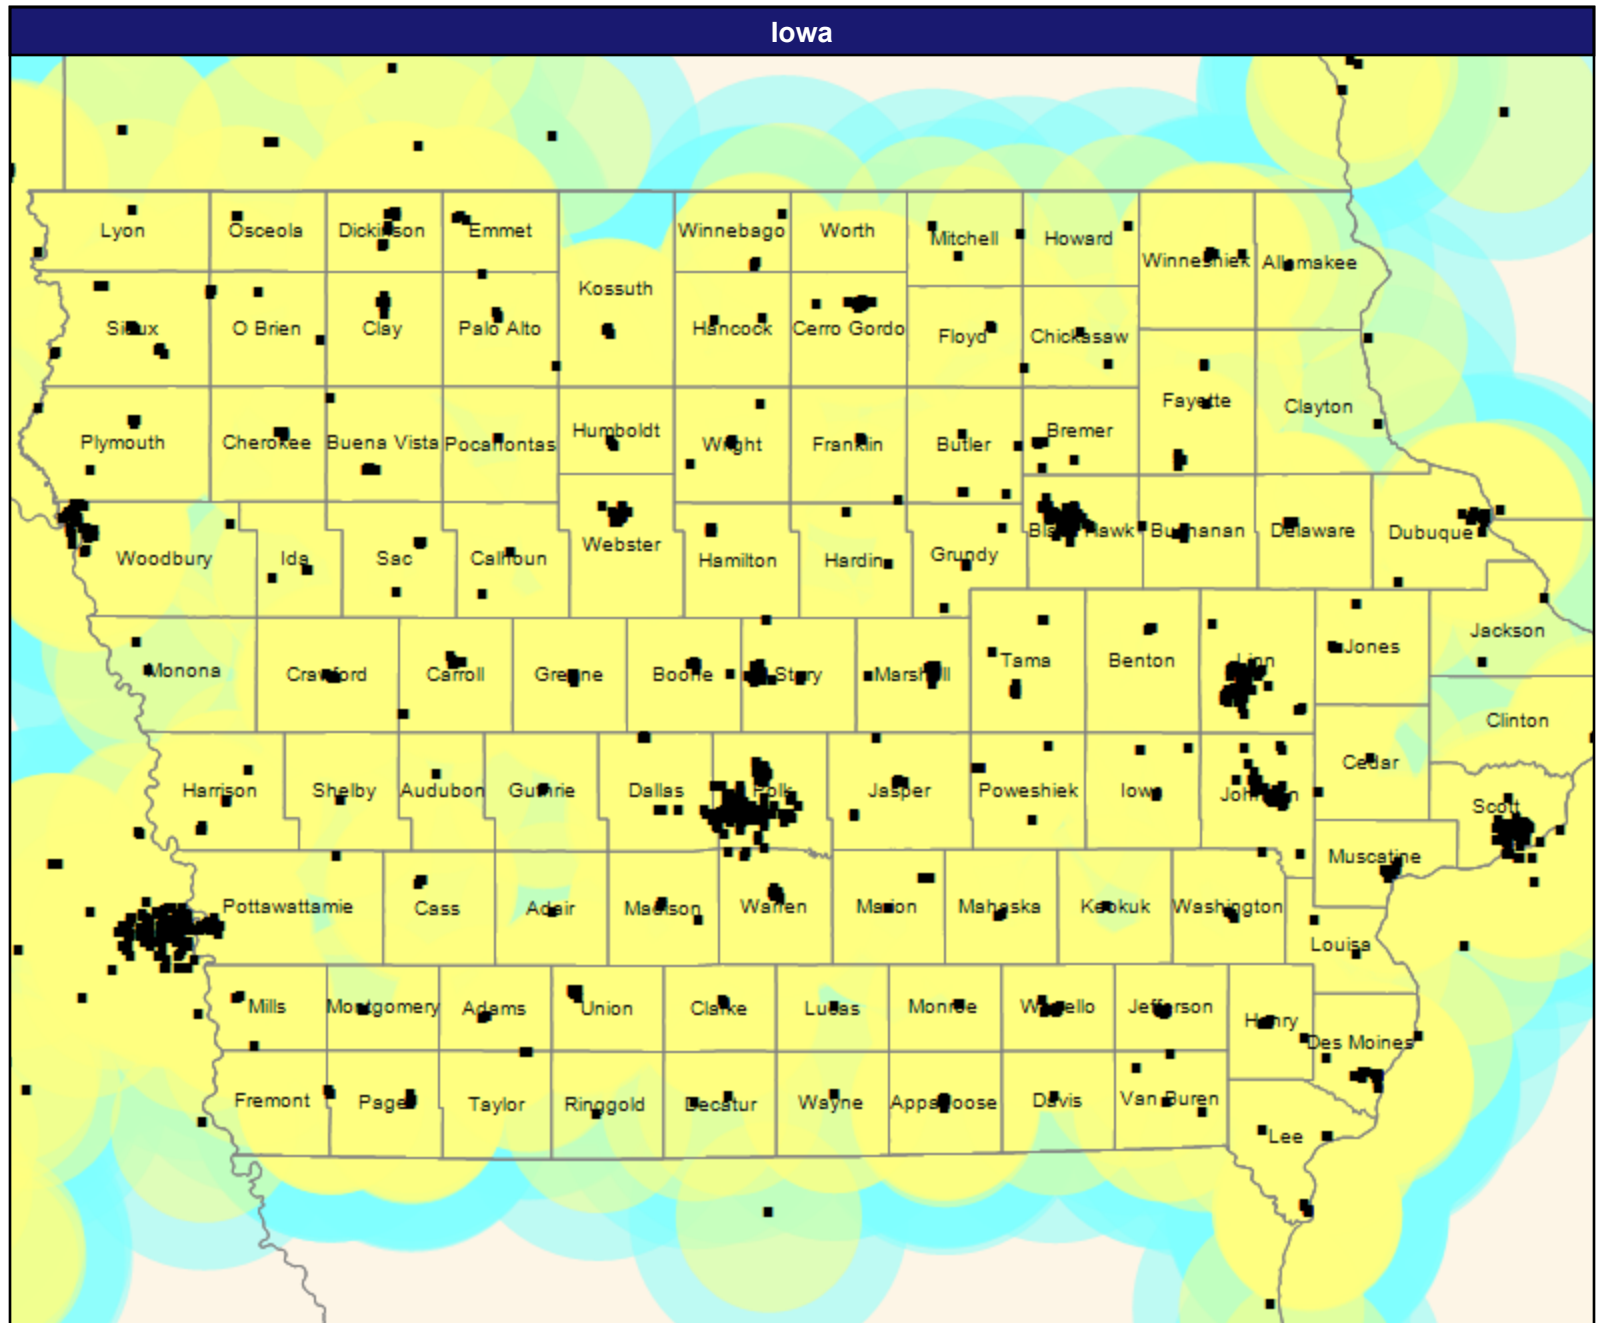 Iowa
Lyon
Osceola
Dickinson
Emmet
Winnebago
Worth
Mitchell
Howard
Winneshiek
Allamakee
Kossuth
Sioux
O Brien
Clay
Palo Alto
Hancock
Cerro Gordo
Floyd
Chickasaw
Fayette
Clayton
Plymouth
Cherokee
Buena Vista
Pocahontas
Humboldt
Wright
Franklin
Butler
Bremer
Woodbury
Ida
Sac
Calhoun
Webster
Hamilton
Hardin
Grundy
Black Hawk
Buchanan
Delaware
Dubuque
Jackson
Monona
Crawford
Carroll
Greene
Boone
Story
Marshall
Tama
Benton
Linn
Jones
Clinton
Harrison
Shelby
Audubon
Guthrie
Dallas
Polk
Jasper
Poweshiek
Iowa
Johnson
Cedar
Scott
Muscatine
Pottawattamie
Cass
Adair
Madison
Warren
Marion
Mahaska
Keokuk
Washington
Louisa
Mills
Montgomery
Adams
Union
Clarke
Lucas
Monroe
Wapello
Jefferson
Henry
Des Moines
Fremont
Page
Taylor
Ringgold
Decatur
Wayne
Appanoose
Davis
Van Buren
Lee